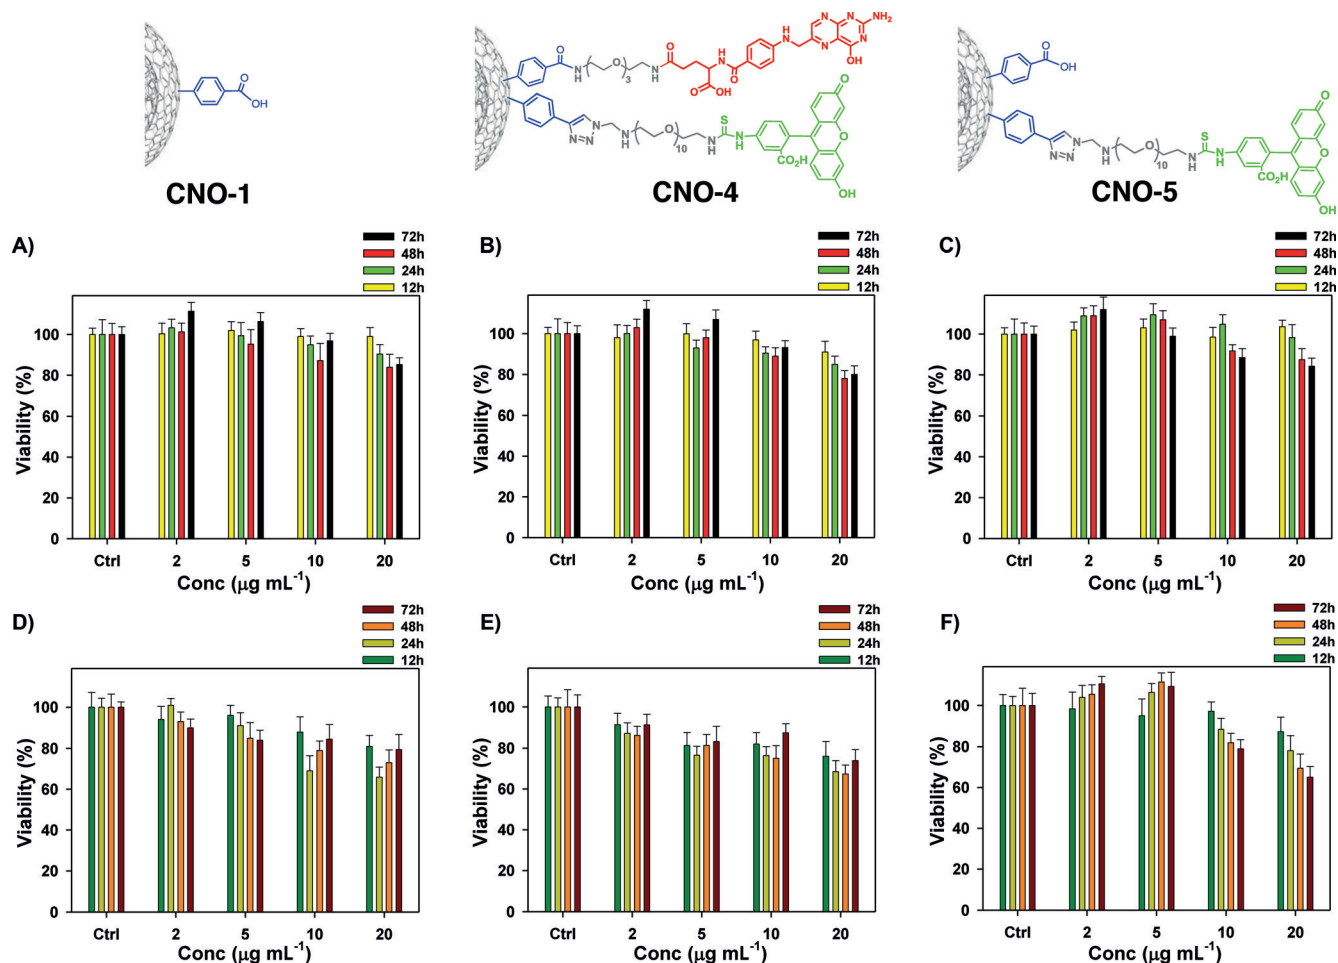 CNO-1
CNO-4
CNO-5
O
OH
O
N
H
O
3
N
H
O
O
OH
NH
O
H
N
N
N
N
N
NH2
OH
N
N=N
N
H
O
10
N
H
S
NH
CO2H
O
O
OH
O
OH
N
N=N
N
H
O
10
N
H
S
NH
CO2H
O
O
OH
A)
72h
48h
24h
12h
Viability (%)
100
80
60
40
20
0
Ctrl 2 5 10 20
Conc (μg mL-1)
B)
72h
48h
24h
12h
Viability (%)
100
80
60
40
20
0
Ctrl 2 5 10 20
Conc (μg mL-1)
C)
72h
48h
24h
12h
Viability (%)
100
80
60
40
20
0
Ctrl 2 5 10 20
Conc (μg mL-1)
D)
72h
48h
24h
12h
Viability (%)
100
80
60
40
20
0
Ctrl 2 5 10 20
Conc (μg mL-1)
E)
72h
48h
24h
12h
Viability (%)
100
80
60
40
20
0
Ctrl 2 5 10 20
Conc (μg mL-1)
F)
72h
48h
24h
12h
Viability (%)
100
80
60
40
20
0
Ctrl 2 5 10 20
Conc (μg mL-1)